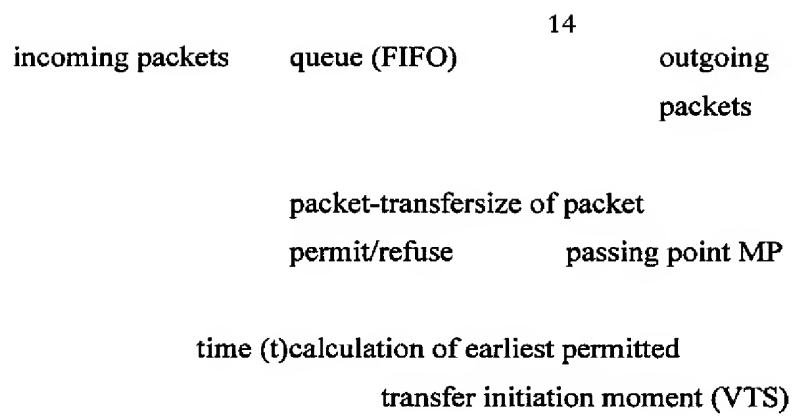 14
incoming packets queue (FIFO) outgoing
packets
packet-transfersize of packet
permit/refuse passing point MP
time (t)calculation of earliest permitted
transfer initiation moment (VTS)